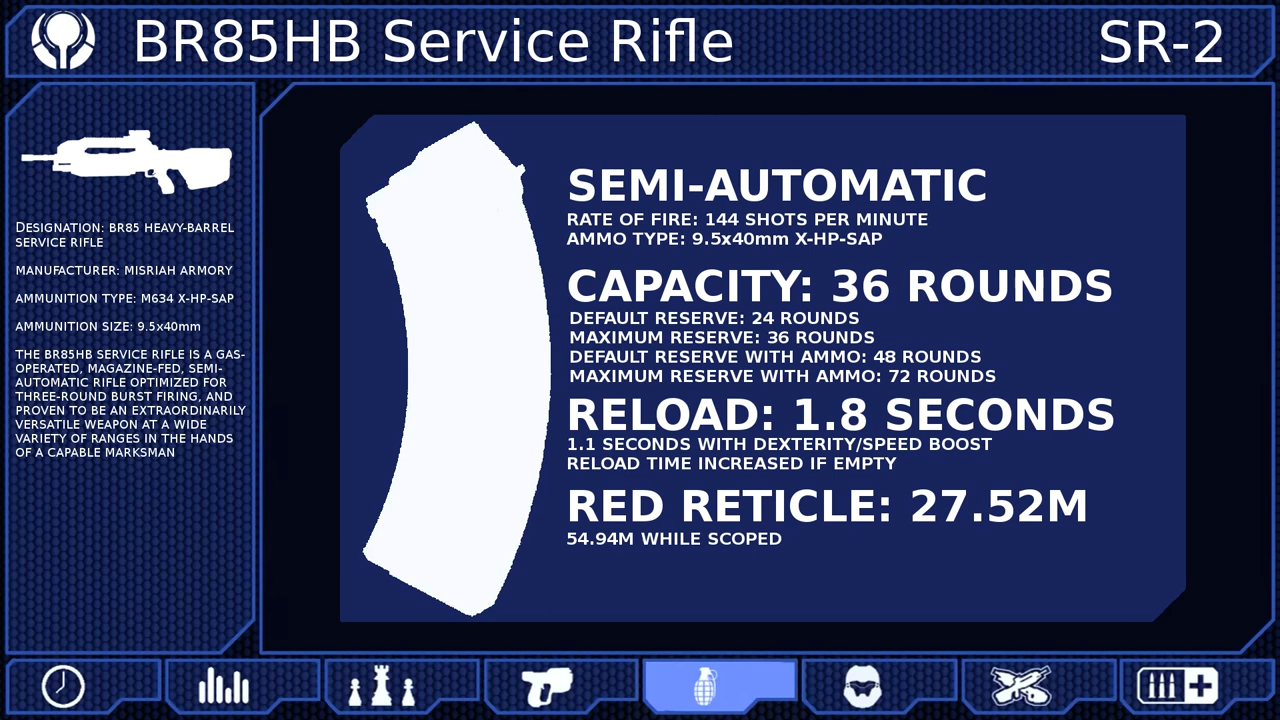 BR85HB Service Rifle
SR-2
DESIGNATION: BR85 HEAVY-BARREL
SERVICE RIFLE
MANUFACTURER: MISRIAH ARMORY
AMMUNITION TYPE: M634 X-HP-SAP
AMMUNITION SIZE: 9.5x40mm
THE BR85HB SERVICE RIFLE IS A GAS-
OPERATED, MAGAZINE-FED, SEMI-
AUTOMATIC RIFLE OPTIMIZED FOR
THREE-ROUND BURST FIRING, AND
PROVEN TO BE AN EXTRAORDINARILY
VERSATILE WEAPON AT A WIDE
VARIETY OF RANGES IN THE HANDS
OF A CAPABLE MARKSMAN
SEMI-AUTOMATIC
RATE OF FIRE: 144 SHOTS PER MINUTE
AMMO TYPE: 9.5x40mm X-HP-SAP
CAPACITY: 36 ROUNDS
DEFAULT RESERVE: 24 ROUNDS
MAXIMUM RESERVE: 36 ROUNDS
DEFAULT RESERVE WITH AMMO: 48 ROUNDS
MAXIMUM RESERVE WITH AMMO: 72 ROUNDS
RELOAD: 1.8 SECONDS
1.1 SECONDS WITH DEXTERITY/SPEED BOOST
RELOAD TIME INCREASED IF EMPTY
RED RETICLE: 27.52M
54.94M WHILE SCOPED